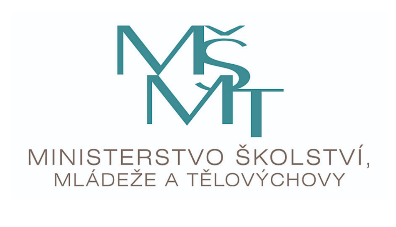 MŠ
MT
MINISTERSTVO ŠKOLSTVÍ,
MLÁDEŽE A TĚLOVÝCHOVY